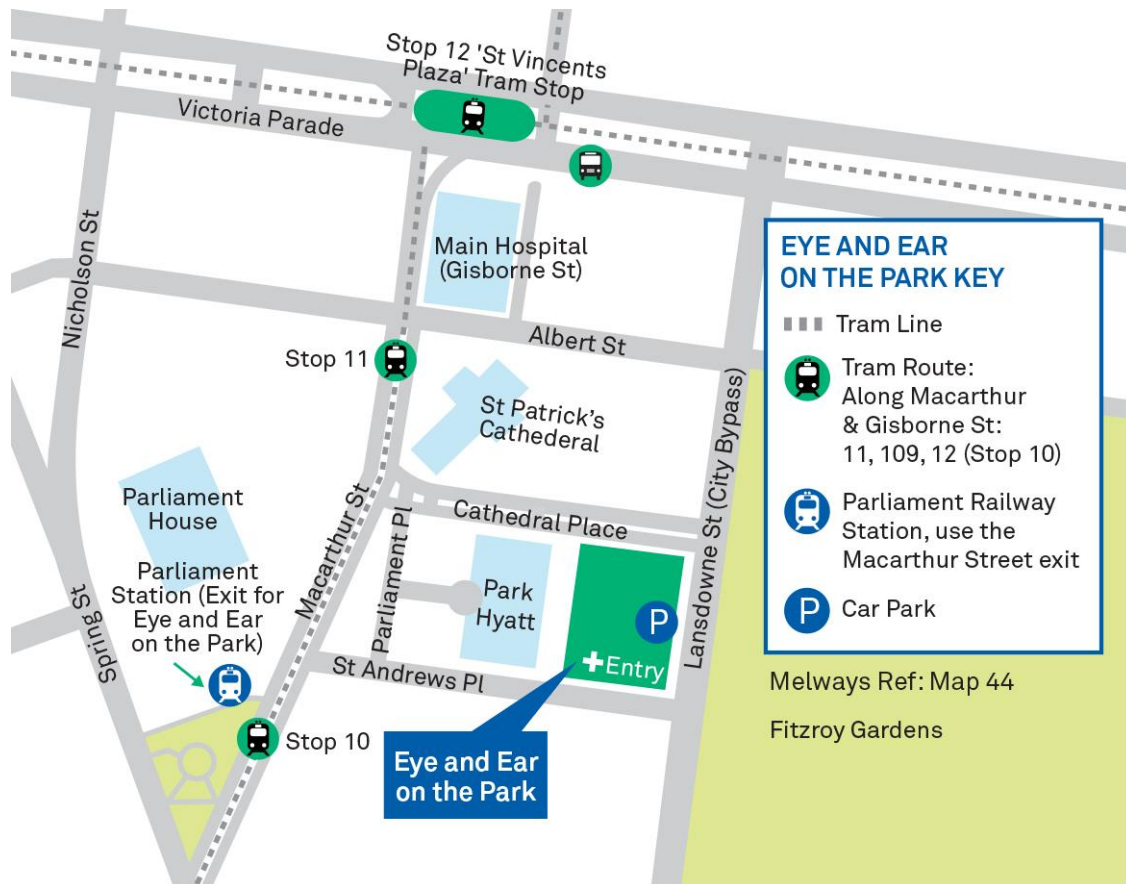 Stop 12 'St Vincents
Plaza' Tram Stop
Victoria Parade
Nicholson St
Main Hospital
(Gisborne St)
Albert St
Stop 11
St Patrick's
Cathederal
Lansdowne St (City Bypass)
Parliament
House
Macarthur St
Cathedral Place
Parliament Pl
Park
Hyatt
P
Parliament
Station (Exit for
Eye and Ear
on the Park)
Spring St
St Andrews Pl
Entry
Stop 10
Eye and Ear
on the Park
EYE AND EAR
ON THE PARK KEY
Tram Line
Tram Route:
Along Macarthur
& Gisborne St:
11, 109, 12 (Stop 10)
Parliament Railway
Station, use the
Macarthur Street exit
P Car Park
Melways Ref: Map 44
Fitzroy Gardens